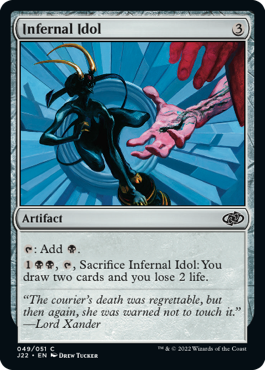 Infernal Idol 3
Artifact
: Add .
1 , , Sacrifice Infernal Idol: You
draw two cards and you lose 2 life.
“The courier’s death was regrettable, but
then again, she was warned not to touch it.”
—Lord Xander
049/051 C
J22 • EN DREW TUCKER
™ & © 2022 Wizards of the Coast